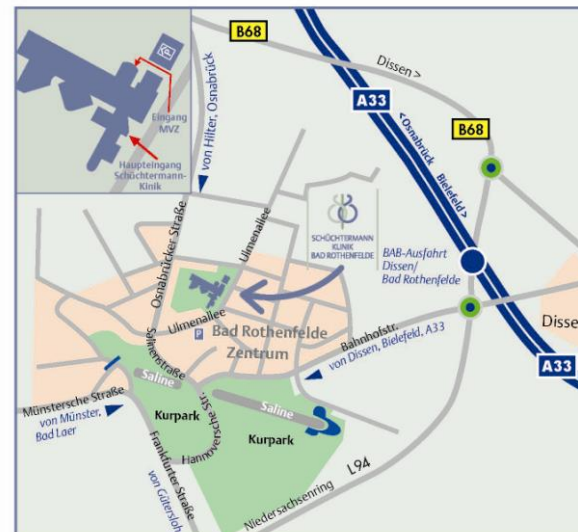 B68
Dissen >
A33
B68
< Osnabrück
Bielefeld >
P
Eingang
MVZ
Haupteingang
Schüchtermann-
Klinik
von Hilter, Osnabrück
Osnabrücker Straße
Ulmenallee
SCHÜCHTERMANN
KLINIK
BAD ROTHENFELDE
BAB-Ausfahrt
Dissen/
Bad Rothenfelde
Ulmenallee
P
Bad Rothenfelde
Zentrum
Salinenstraße
Bahnhofstr.
von Dissen, Bielefeld, A33
Disse
A33
Saline
Münstersche Straße
von Münster,
Bad Laer
Kurpark
Hannoversche Str.
Saline
Kurpark
Frankfurter Straße
von Gütersloh
Niedersachsenring
L94